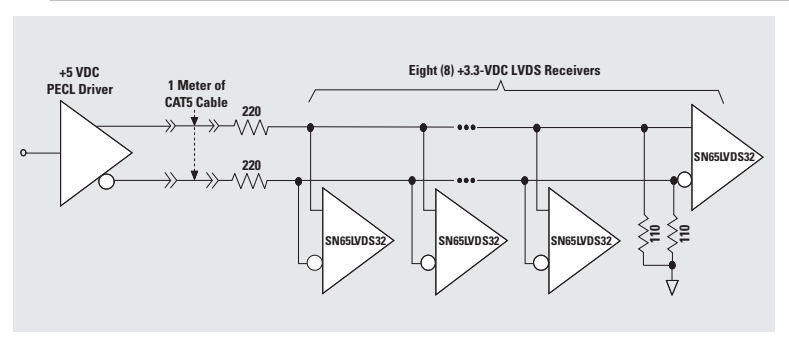 +5 VDC
PECL Driver
1 Meter of
CAT5 Cable
Eight (8) +3.3-VDC LVDS Receivers
220
220
SN65LVDS32
SN65LVDS32
SN65LVDS32
SN65LVDS32
110
110